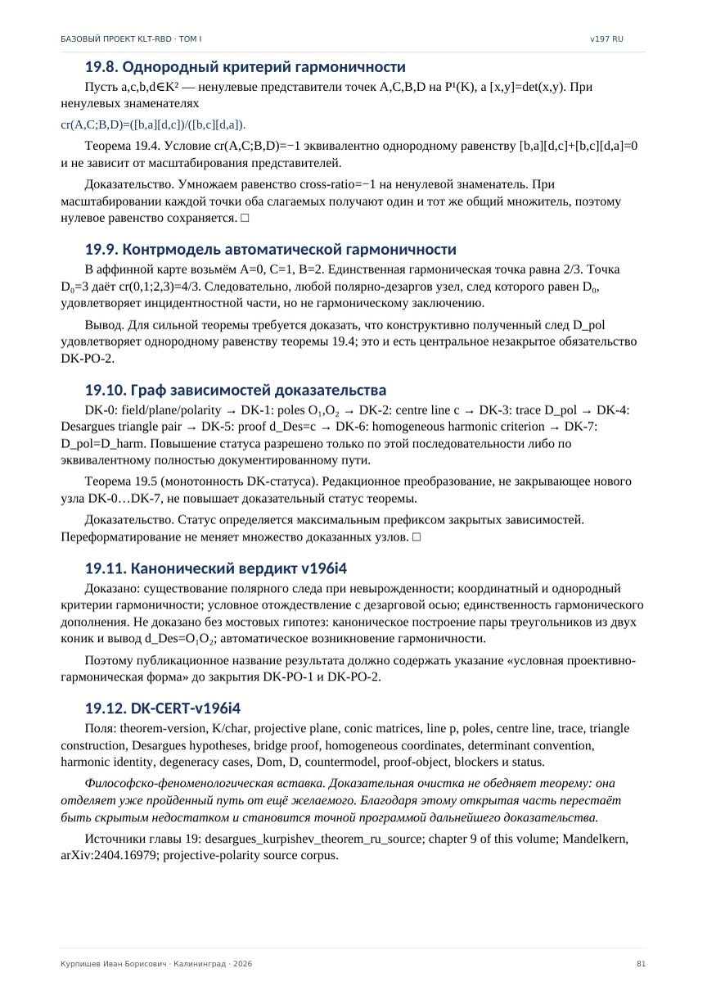 БАЗОВЫЙ ПРОЕКТ KLT-RBD · ТОМ I
v197 RU
19.8. Однородный критерий гармоничности
Пусть a,c,b,d∈K² — ненулевые представители точек A,C,B,D на P¹(K), а [x,y]=det(x,y). При
ненулевых знаменателях
cr(A,C;B,D)=([b,a][d,c])/([b,c][d,a]).
Теорема 19.4. Условие cr(A,C;B,D)=−1 эквивалентно однородному равенству [b,a][d,c]+[b,c][d,a]=0
и не зависит от масштабирования представителей.
Доказательство. Умножаем равенство cross-ratio=−1 на ненулевой знаменатель. При
масштабировании каждой точки оба слагаемых получают один и тот же общий множитель, поэтому
нулевое равенство сохраняется. □
19.9. Контрмодель автоматической гармоничности
В аффинной карте возьмём A=0, C=1, B=2. Единственная гармоническая точка равна 2/3. Точка
D₀=3 даёт cr(0,1;2,3)=4/3. Следовательно, любой полярно-дезаргов узел, след которого равен D₀,
удовлетворяет инцидентностной части, но не гармоническому заключению.
Вывод. Для сильной теоремы требуется доказать, что конструктивно полученный след D_pol
удовлетворяет однородному равенству теоремы 19.4; это и есть центральное незакрытое обязательство
DK-PO-2.
19.10. Граф зависимостей доказательства
DK-0: field/plane/polarity → DK-1: poles O₁,O₂ → DK-2: centre line c → DK-3: trace D_pol → DK-4:
Desargues triangle pair → DK-5: proof d_Des=c → DK-6: homogeneous harmonic criterion → DK-7:
D_pol=D_harm. Повышение статуса разрешено только по этой последовательности либо по
эквивалентному полностью документированному пути.
Теорема 19.5 (монотонность DK-статуса). Редакционное преобразование, не закрывающее нового
узла DK-0…DK-7, не повышает доказательный статус теоремы.
Доказательство. Статус определяется максимальным префиксом закрытых зависимостей.
Переформатирование не меняет множество доказанных узлов. □
19.11. Канонический вердикт v196i4
Доказано: существование полярного следа при невырожденности; координатный и однородный
критерии гармоничности; условное отождествление с дезарговой осью; единственность гармонического
дополнения. Не доказано без мостовых гипотез: каноническое построение пары треугольников из двух
коник и вывод d_Des=O₁O₂; автоматическое возникновение гармоничности.
Поэтому публикационное название результата должно содержать указание «условная проективно-
гармоническая форма» до закрытия DK-PO-1 и DK-PO-2.
19.12. DK-CERT-v196i4
Поля: theorem-version, K/char, projective plane, conic matrices, line p, poles, centre line, trace, triangle
construction, Desargues hypotheses, bridge proof, homogeneous coordinates, determinant convention,
harmonic identity, degeneracy cases, Dom, D, countermodel, proof-object, blockers и status.
Философско-феноменологическая вставка. Доказательная очистка не обедняет теорему: она
отделяет уже пройденный путь от ещё желаемого. Благодаря этому открытая часть перестаёт
быть скрытым недостатком и становится точной программой дальнейшего доказательства.
Источники главы 19: desargues_kurpishev_theorem_ru_source; chapter 9 of this volume; Mandelkern,
arXiv:2404.16979; projective-polarity source corpus.
Курпишев Иван Борисович · Калининград · 2026
81